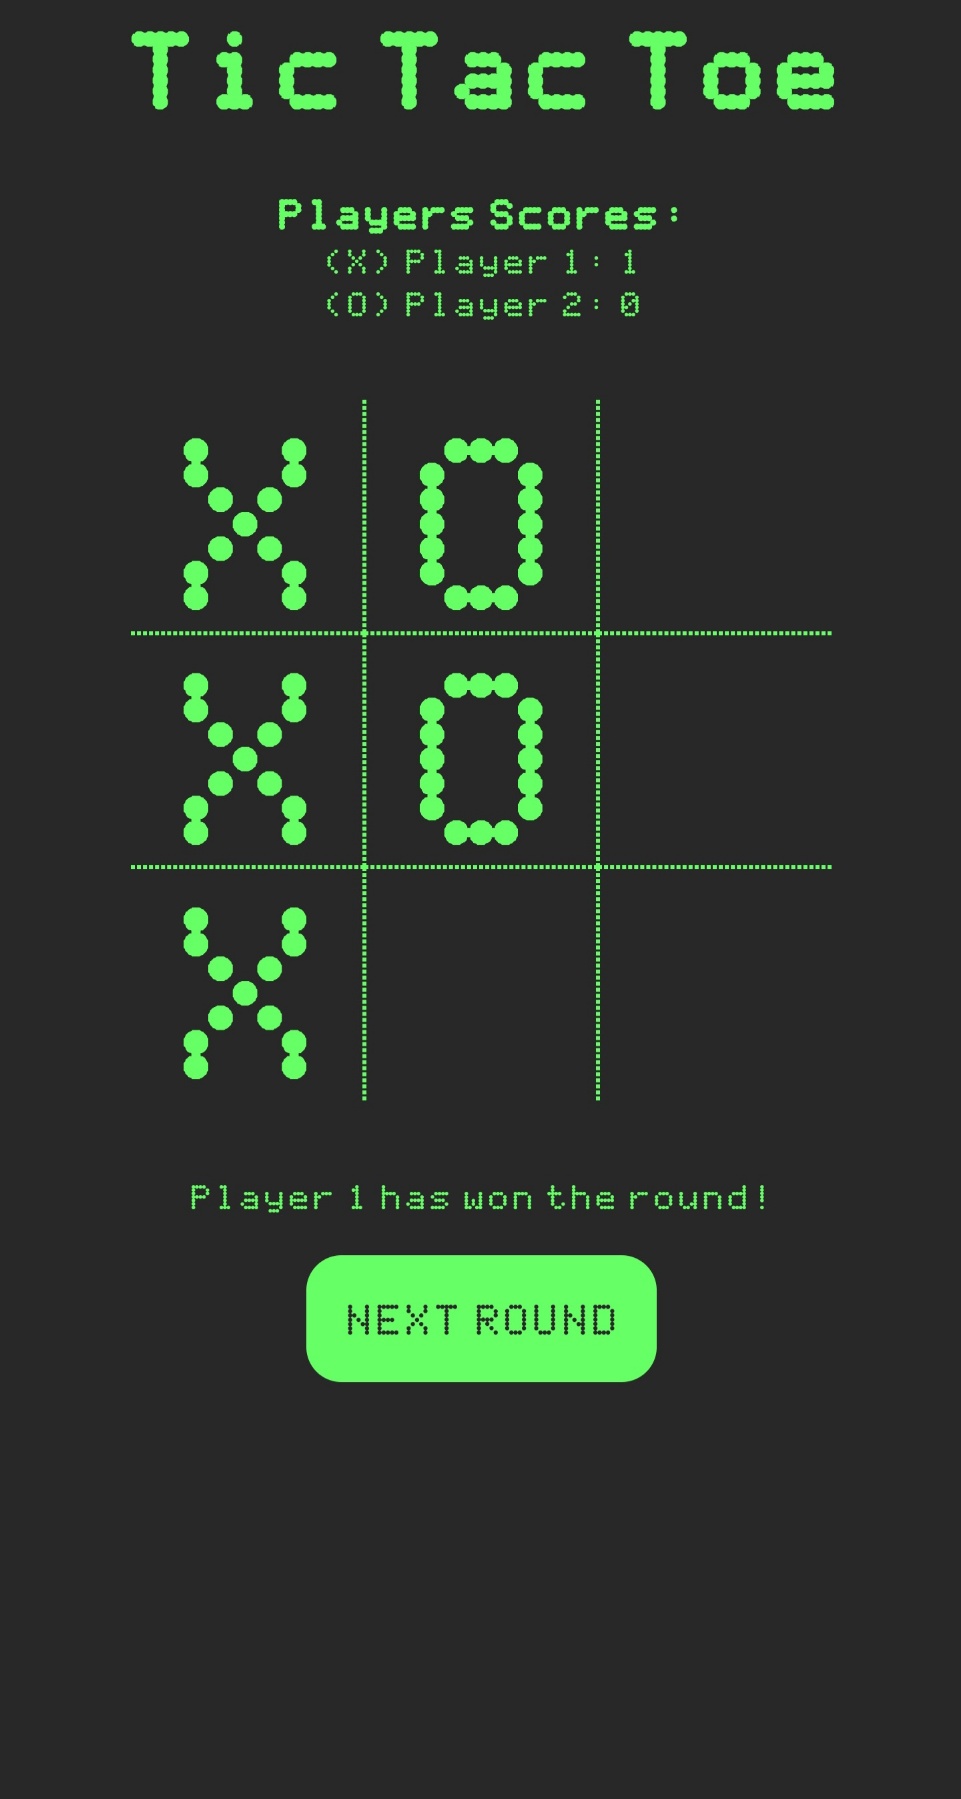 Tic Tac Toe
Players Scores:
(X) Player 1: 1
(O) Player 2: 0
X O
X O
X
Player 1 has won the round!
NEXT ROUND